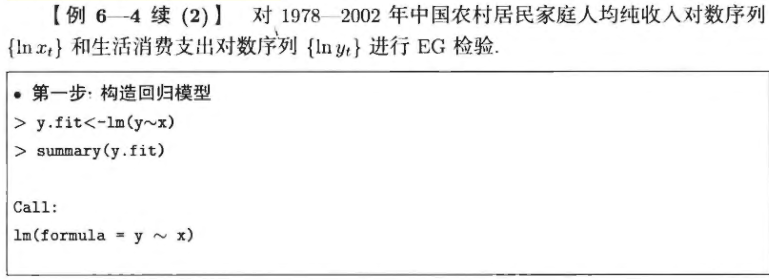 【例 6—4 续 (2)】 对 1978—2002 年中国农村居民家庭人均纯收入对数序列
{ln xₜ} 和生活消费支出对数序列 {ln yₜ} 进行 EG 检验.
• 第一步: 构造回归模型
> y.fit<-lm(y~x)
> summary(y.fit)
Call:
lm(formula = y ~ x)